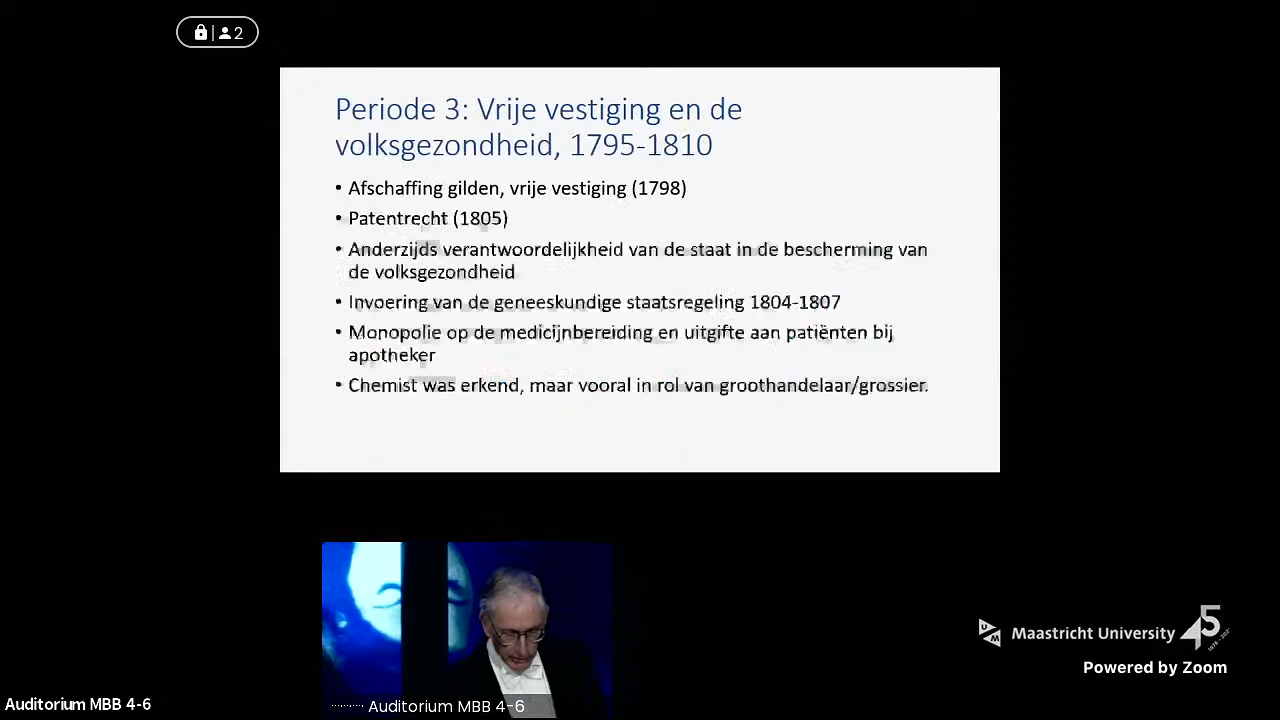 2
Periode 3: Vrije vestiging en de
volksgezondheid, 1795-1810
• Afschaffing gilden, vrije vestiging (1798)
• Patentrecht (1805)
• Anderzijds verantwoordelijkheid van de staat in de bescherming van
de volksgezondheid
• Invoering van de geneeskundige staatsregeling 1804-1807
• Monopolie op de medicijnbereiding en uitgifte aan patiënten bij
apotheker
• Chemist was erkend, maar vooral in rol van groothandelaar/grossier.
UM Maastricht University 45
Powered by Zoom
Auditorium MBB 4-6
Auditorium MBB 4-6